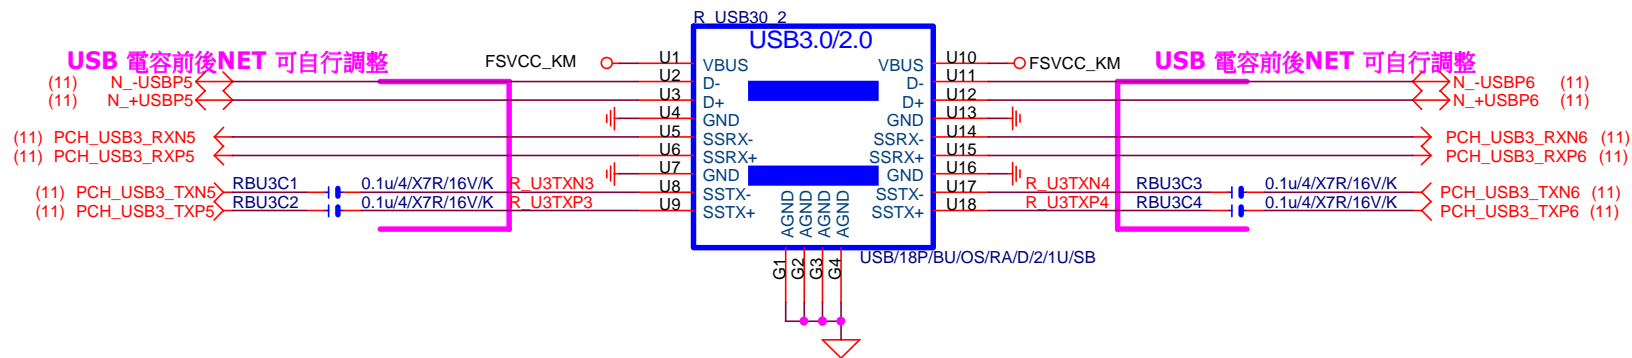 R_USB30_2
USB3.0/2.0
USB 電容前後NET 可自行調整
USB 電容前後NET 可自行調整
FSVCC_KM U1 VBUS
(11) N_-USBP5 U2 D-
(11) N_+USBP5 U3 D+
U4 GND
(11) PCH_USB3_RXN5 U5 SSRX-
(11) PCH_USB3_RXP5 U6 SSRX+
U7 GND
(11) PCH_USB3_TXN5 RBU3C1 0.1u/4/X7R/16V/K R_U3TXN3 U8 SSTX-
(11) PCH_USB3_TXP5 RBU3C2 0.1u/4/X7R/16V/K R_U3TXP3 U9 SSTX+
VBUS U10 FSVCC_KM
D- U11 N_-USBP6 (11)
D+ U12 N_+USBP6 (11)
GND U13
SSRX- U14 PCH_USB3_RXN6 (11)
SSRX+ U15 PCH_USB3_RXP6 (11)
GND U16
SSTX- U17 R_U3TXN4 RBU3C3 0.1u/4/X7R/16V/K PCH_USB3_TXN6 (11)
SSTX+ U18 R_U3TXP4 RBU3C4 0.1u/4/X7R/16V/K PCH_USB3_TXP6 (11)
AGND AGND AGND AGND
G1 G2 G3 G4
USB/18P/BU/OS/RA/D/2/1U/SB